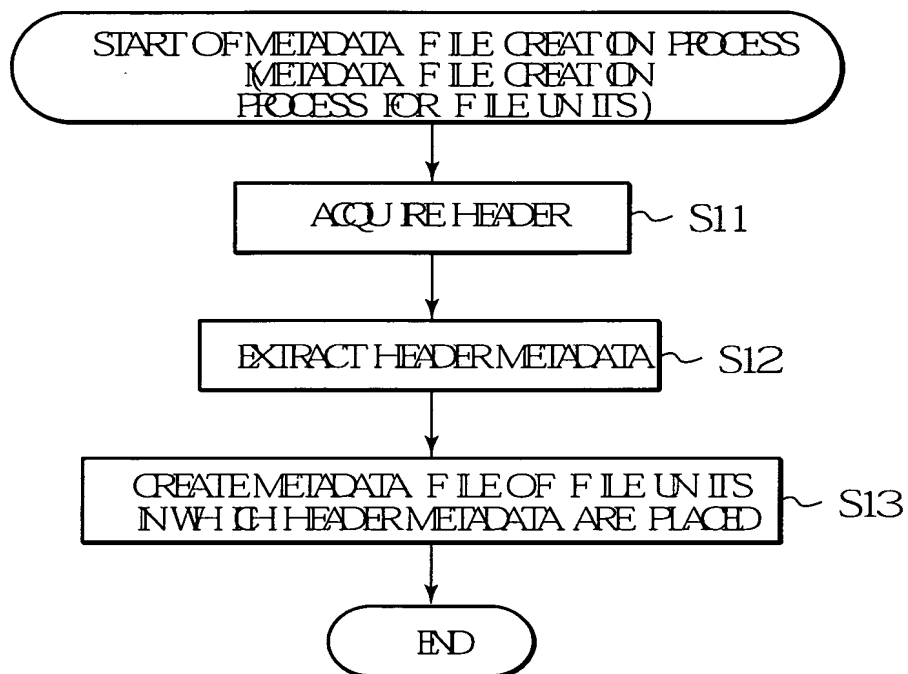 START OF METADATA FILE CREATION PROCESS
(METADATA FILE CREATION
PROCESS FOR FILE UNITS)
ACQUIRE HEADER
S11
EXTRACT HEADER METADATA
S12
CREATE METADATA FILE OF FILE UNITS
IN WHICH HEADER METADATA ARE PLACED
S13
END